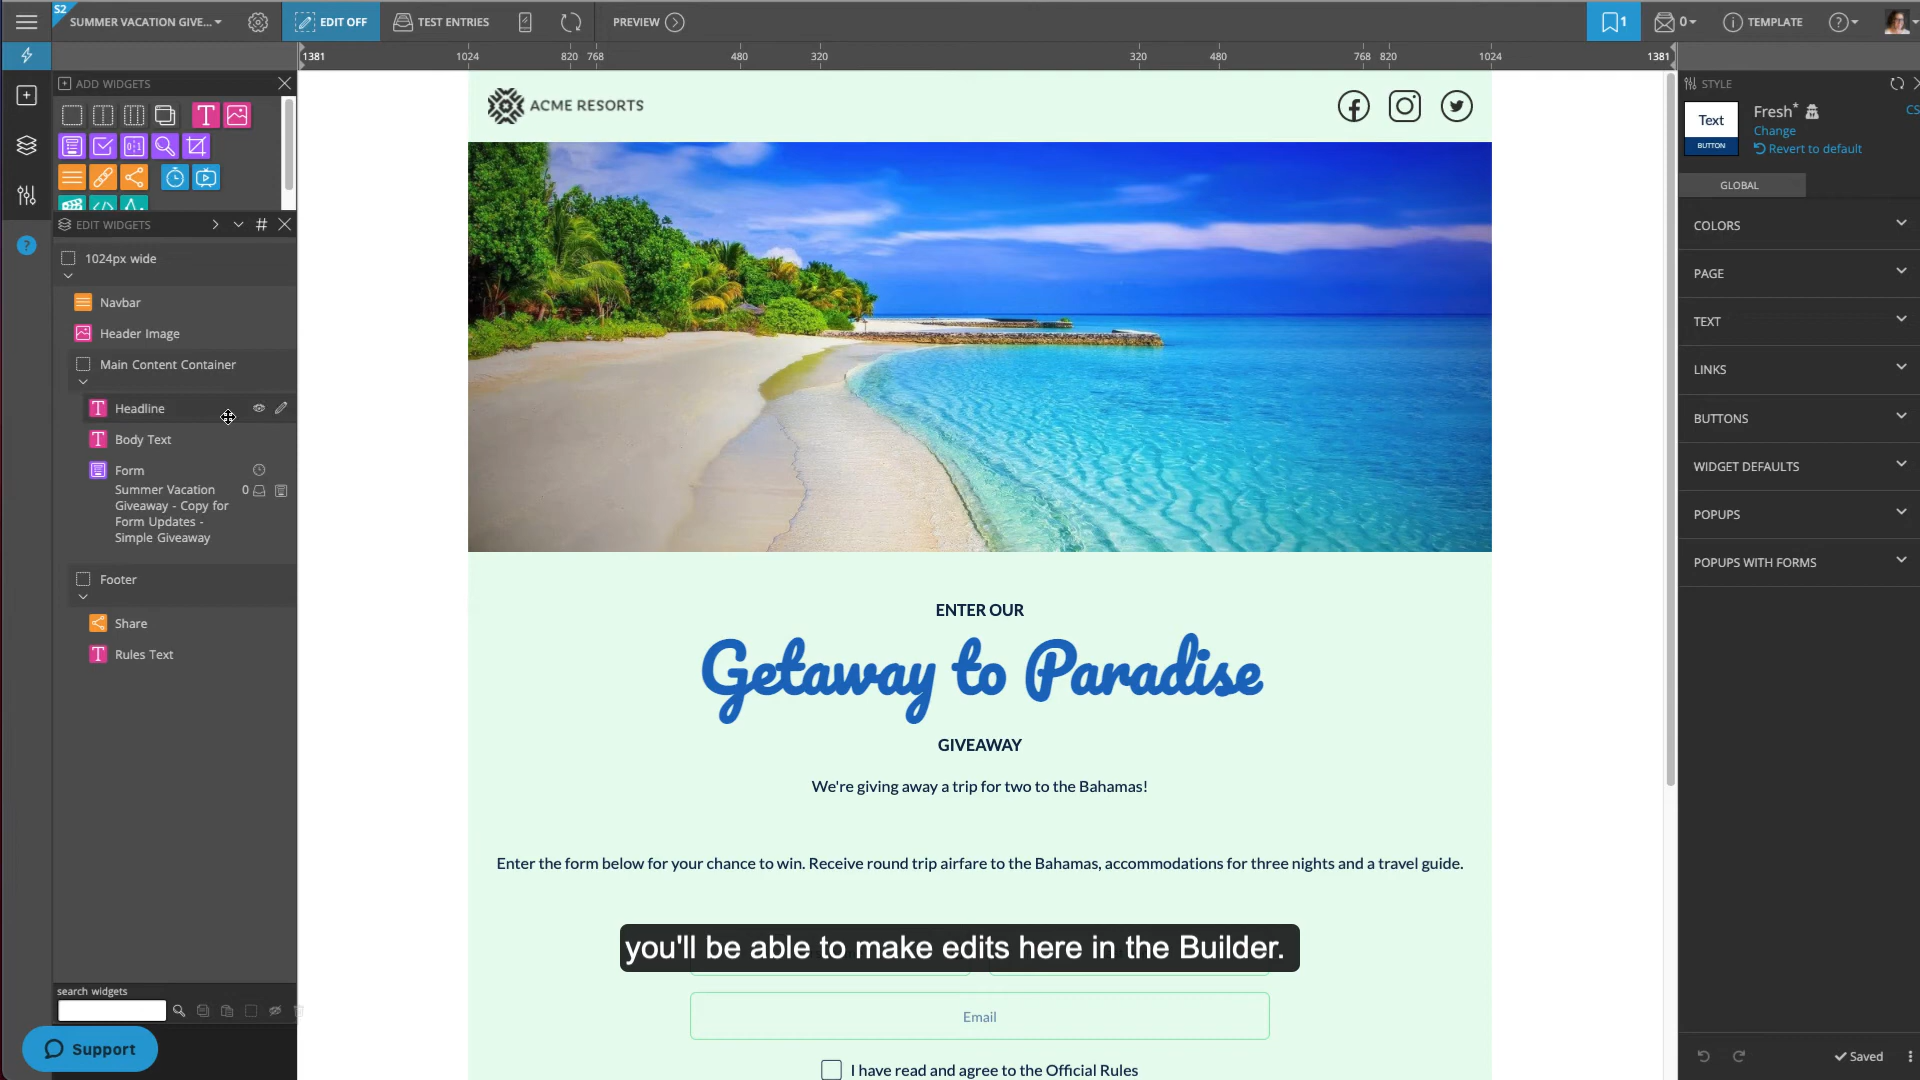 S2
SUMMER VACATION GIVE...
EDIT OFF
TEST ENTRIES
PREVIEW
1
0
TEMPLATE
1381
1024
820
768
480
320
320
480
768
820
1024
1381
ADD WIDGETS
EDIT WIDGETS
1024px wide
Navbar
Header Image
Main Content Container
Headline
Body Text
Form
Summer Vacation
Giveaway - Copy for
Form Updates -
Simple Giveaway
0
Footer
Share
Rules Text
search widgets
Support
ACME RESORTS
ENTER OUR
Getaway to Paradise
GIVEAWAY
We're giving away a trip for two to the Bahamas!
Enter the form below for your chance to win. Receive round trip airfare to the Bahamas, accommodations for three nights and a travel guide.
you'll be able to make edits here in the Builder.
Email
I have read and agree to the Official Rules
STYLE
Text
BUTTON
Fresh*
CS
Change
Revert to default
GLOBAL
COLORS
PAGE
TEXT
LINKS
BUTTONS
WIDGET DEFAULTS
POPUPS
POPUPS WITH FORMS
Saved